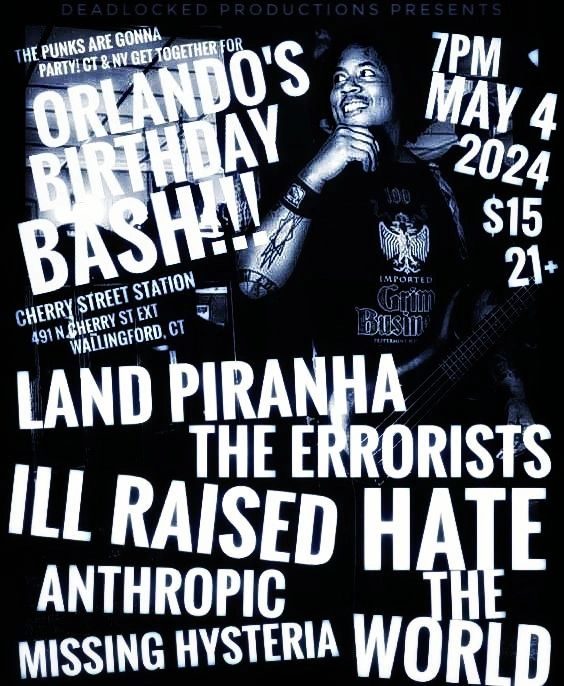 DEADLOCKED PRODUCTIONS PRESENTS
THE PUNKS ARE GONNA
PARTY! CT & NY GET TOGETHER FOR
ORLANDO'S
BIRTHDAY
BASH!!!
7PM
MAY 4
2024
$15
21+
CHERRY STREET STATION
491 N.CHERRY ST EXT
WALLINGFORD, CT
100
IMPORTED
Grim
Busin
LAND PIRANHA
THE ERRORISTS
ILL RAISED
HATE
THE
WORLD
ANTHROPIC
MISSING HYSTERIA